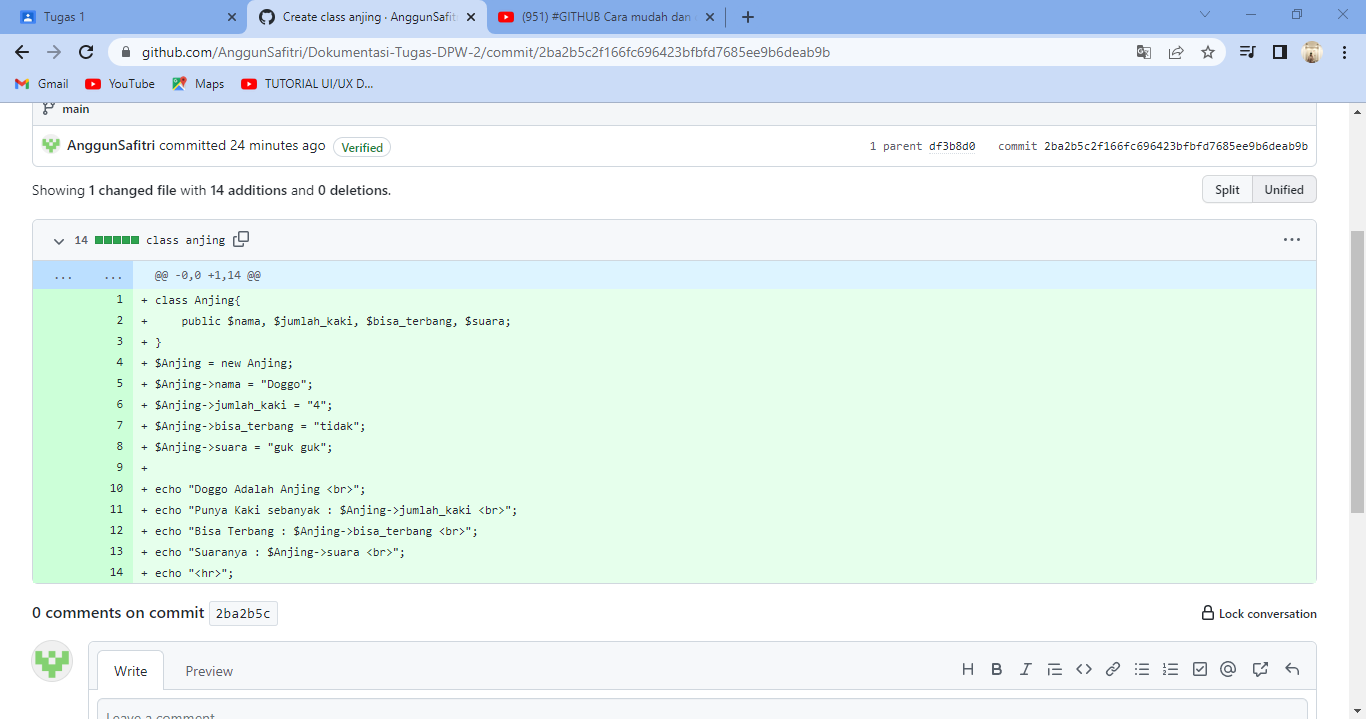 Tugas 1
Create class anjing · AnggunSafit
(951) #GITHUB Cara mudah dan
github.com/AnggunSafitri/Dokumentasi-Tugas-DPW-2/commit/2ba2b5c2f166fc696423bfbfd7685ee9b6deab9b
Gmail YouTube Maps TUTORIAL UI/UX D...
main
AnggunSafitri committed 24 minutes ago Verified 1 parent df3b8d0 commit 2ba2b5c2f166fc696423bfbfd7685ee9b6deab9b
Showing 1 changed file with 14 additions and 0 deletions. Split Unified
14 class anjing
... ... @@ -0,0 +1,14 @@
1 + class Anjing{
2 + public $nama, $jumlah_kaki, $bisa_terbang, $suara;
3 + }
4 + $Anjing = new Anjing;
5 + $Anjing->nama = "Doggo";
6 + $Anjing->jumlah_kaki = "4";
7 + $Anjing->bisa_terbang = "tidak";
8 + $Anjing->suara = "guk guk";
9 +
10 + echo "Doggo Adalah Anjing <br>";
11 + echo "Punya Kaki sebanyak : $Anjing->jumlah_kaki <br>";
12 + echo "Bisa Terbang : $Anjing->bisa_terbang <br>";
13 + echo "Suaranya : $Anjing->suara <br>";
14 + echo "<hr>";
0 comments on commit 2ba2b5c Lock conversation
Write Preview
Leave a comment